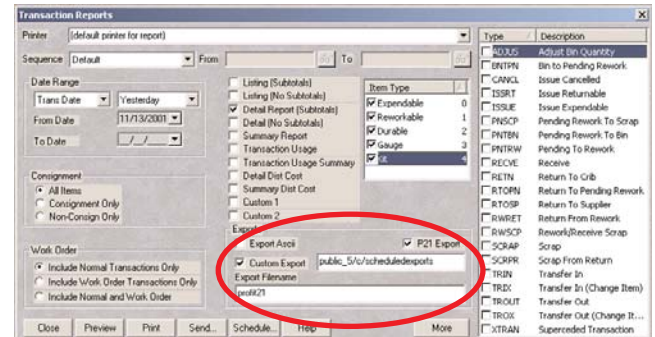 Transaction Reports
Printer (default printer for report)
Sequence Default From To
Date Range
Trans Date Yesterday
From Date 11/13/2001
To Date _/_/_
Consignment
All Items
Consignment Only
Non-Consign Only
Work Order
Include Normal Transactions Only
Include Work Order Transactions Only
Include Normal and Work Order
Listing (Subtotals)
Listing (No Subtotals)
Detail Report (Subtotals)
Detail (No Subtotals)
Summary Report
Transaction Usage
Transaction Usage Summary
Detail Dist Cost
Summary Dist Cost
Custom 1
Custom 2
Item Type
Expendable 0
Reworkable 1
Durable 2
Gauge 3
Kit 4
Export
Export Ascii P21 Export
Custom Export public_5/c/scheduledexports
Export Filename
profit21
Close Preview Print Send... Schedule... Help More
Type Description
ADJUS Adjust Bin Quantity
BNTPN Bin to Pending Rework
CANCL Issue Cancelled
ISSRT Issue Returnable
ISSUE Issue Expendable
PNSCP Pending Rework To Scrap
PNTBN Pending Rework To Bin
PNTRW Pending To Rework
RECVE Receive
RETN Return To Crib
RTOPN Return To Pending Rework
RTOSP Return To Supplier
RWRET Return From Rework
RWSCP Rework/Receive Scrap
SCRAP Scrap
SCRPR Scrap From Return
TRIN Transfer In
TRIX Transfer In (Change Item)
TROUT Transfer Out
TROX Transfer Out (Change It...
XTRAN Superceded Transaction